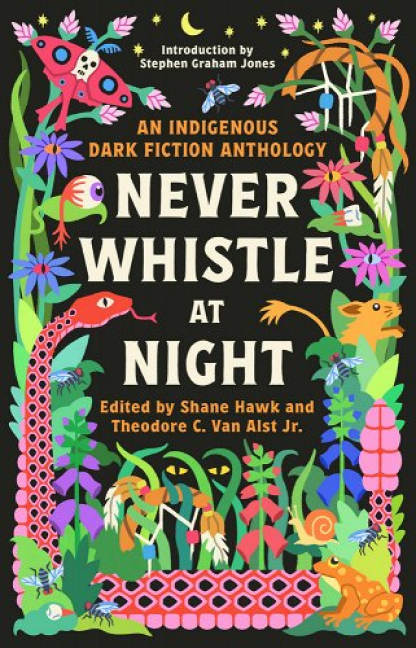 Introduction by
Stephen Graham Jones
AN INDIGENOUS
DARK FICTION ANTHOLOGY
NEVER
WHISTLE
AT
NIGHT
Edited by Shane Hawk and
Theodore C. Van Alst Jr.